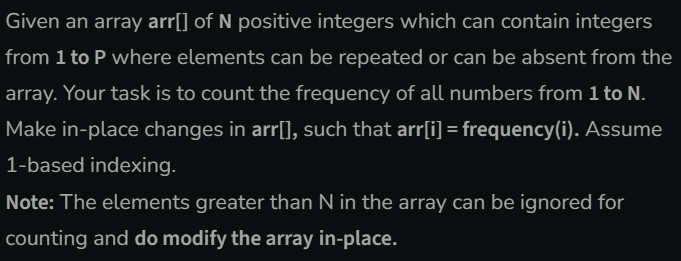 Given an array arr[] of N positive integers which can contain integers
from 1 to P where elements can be repeated or can be absent from the
array. Your task is to count the frequency of all numbers from 1 to N.
Make in-place changes in arr[], such that arr[i] = frequency(i). Assume
1-based indexing.
Note: The elements greater than N in the array can be ignored for
counting and do modify the array in-place.